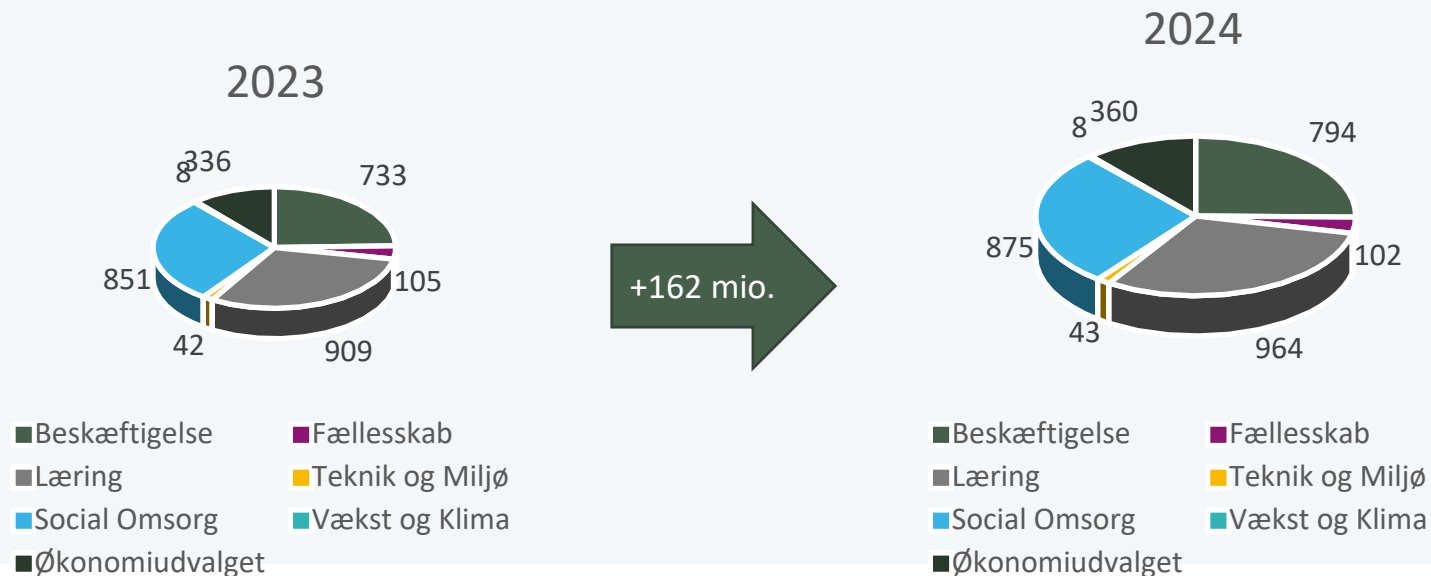 2023
8
336
733
851
105
42
909
Beskæftigelse
Fællesskab
Læring
Teknik og Miljø
Social Omsorg
Vækst og Klima
Økonomiudvalget
+162 mio.
2024
8
360
794
875
102
43
964
Beskæftigelse
Fællesskab
Læring
Teknik og Miljø
Social Omsorg
Vækst og Klima
Økonomiudvalget